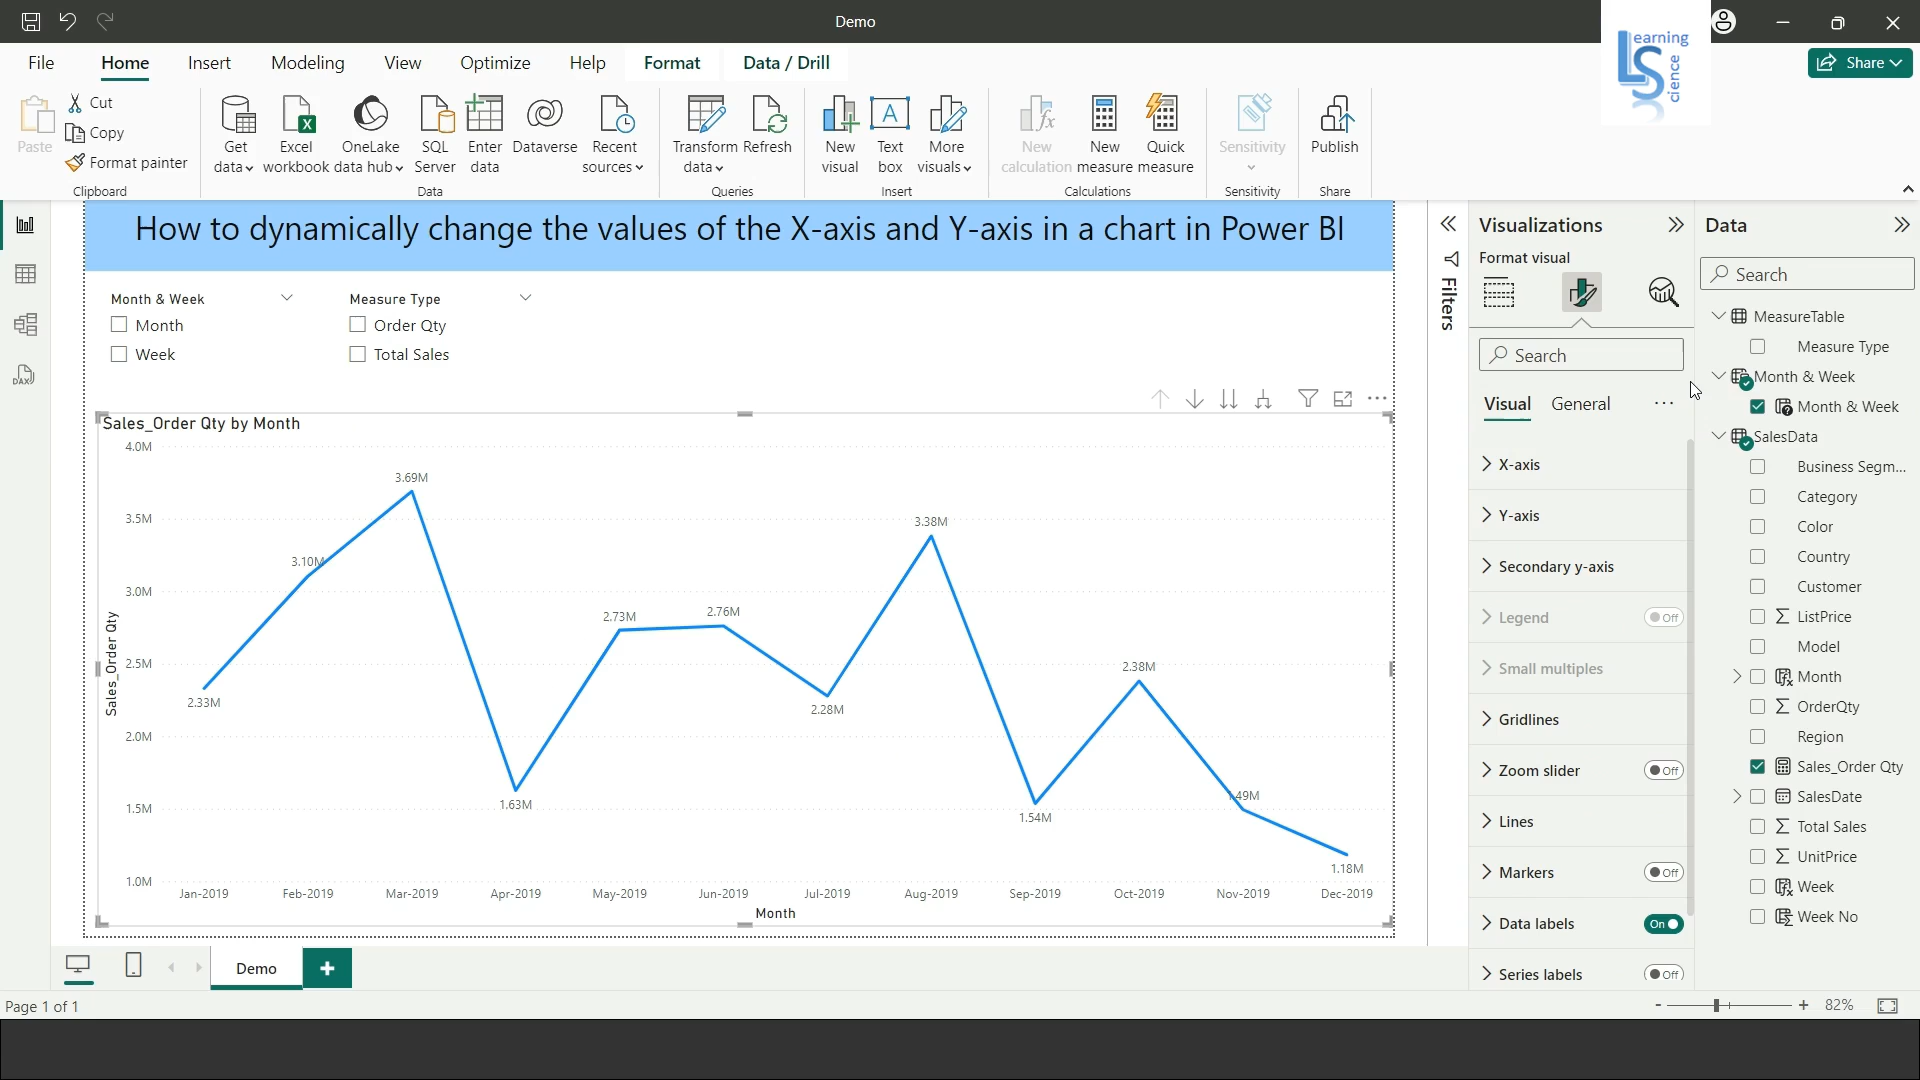 Demo
LS earning cience
File Home Insert Modeling View Optimize Help Format Data / Drill Share
Paste
Cut
Copy
Format painter
Clipboard
Get data
Excel workbook
OneLake data hub
SQL Server
Enter data
Dataverse
Recent sources
Data
Transform data
Refresh
Queries
New visual
Text box
More visuals
Insert
New calculation
New measure
Quick measure
Calculations
Sensitivity
Sensitivity
Publish
Share
How to dynamically change the values of the X-axis and Y-axis in a chart in Power BI
Month & Week
Month
Week
Measure Type
Order Qty
Total Sales
Sales_Order Qty by Month
4.0M
3.5M
3.0M
2.5M
2.0M
1.5M
1.0M
Sales_Order Qty
2.33M
3.10M
3.69M
1.63M
2.73M
2.76M
2.28M
3.38M
1.54M
2.38M
1.49M
1.18M
Jan-2019 Feb-2019 Mar-2019 Apr-2019 May-2019 Jun-2019 Jul-2019 Aug-2019 Sep-2019 Oct-2019 Nov-2019 Dec-2019
Month
Filters
Visualizations
Format visual
Search
Visual General
X-axis
Y-axis
Secondary y-axis
Legend Off
Small multiples
Gridlines
Zoom slider Off
Lines
Markers Off
Data labels On
Series labels Off
Data
Search
MeasureTable
Measure Type
Month & Week
Month & Week
SalesData
Business Segm...
Category
Color
Country
Customer
ListPrice
Model
Month
OrderQty
Region
Sales_Order Qty
SalesDate
Total Sales
UnitPrice
Week
Week No
DAX
Demo
Page 1 of 1
82%